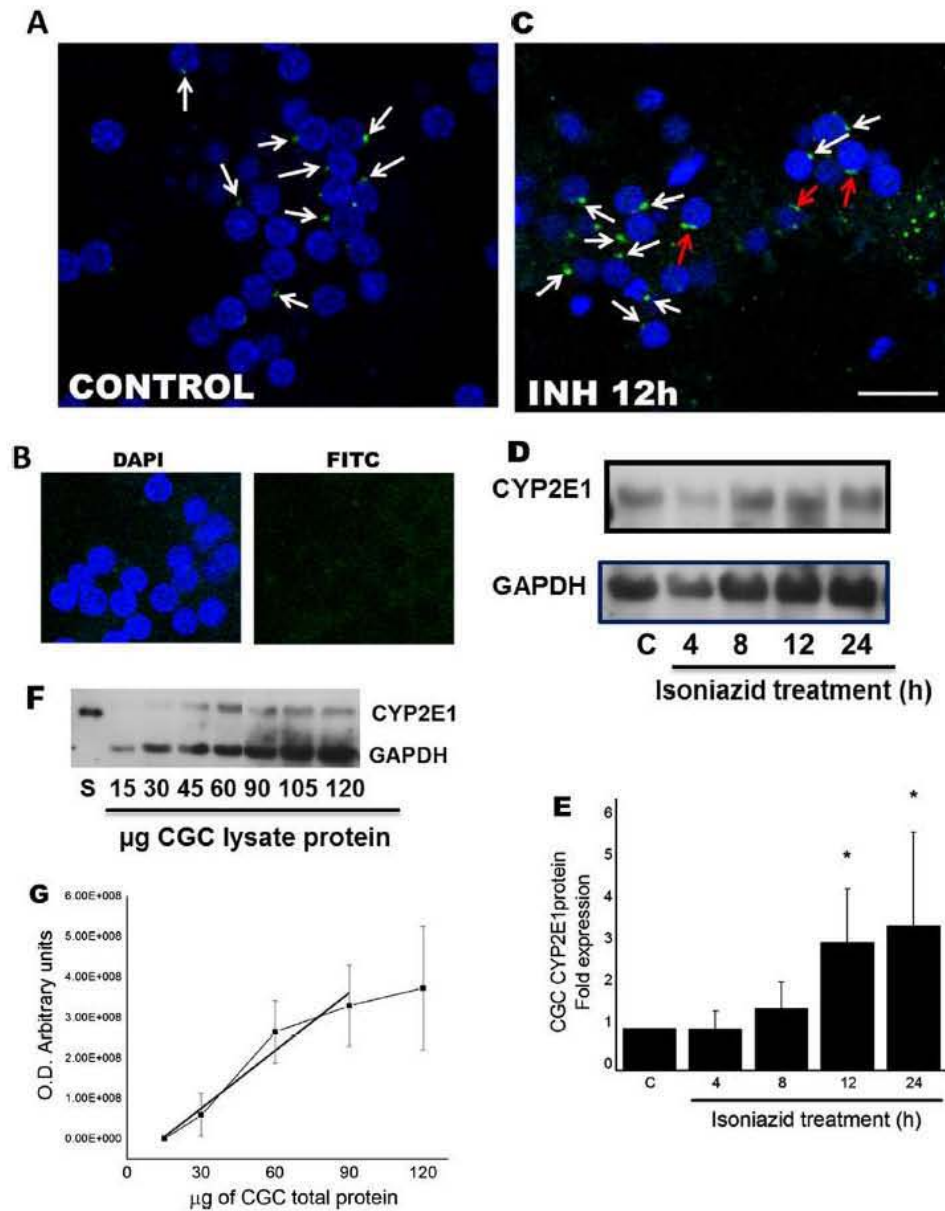 A
CONTROL
C
INH 12h
B
DAPI
FITC
D
CYP2E1
GAPDH
C 4 8 12 24
Isoniazid treatment (h)
F
CYP2E1
GAPDH
S 15 30 45 60 90 105 120
µg CGC lysate protein
G
6.00E+008
5.00E+008
4.00E+008
3.00E+008
2.00E+008
1.00E+008
0.00E+000
O.D. Arbitrary units
0 30 60 90 120
µg of CGC total protein
E
6
5
4
3
2
1
0
CGC CYP2E1protein
Fold expression
* *
C 4 8 12 24
Isoniazid treatment (h)